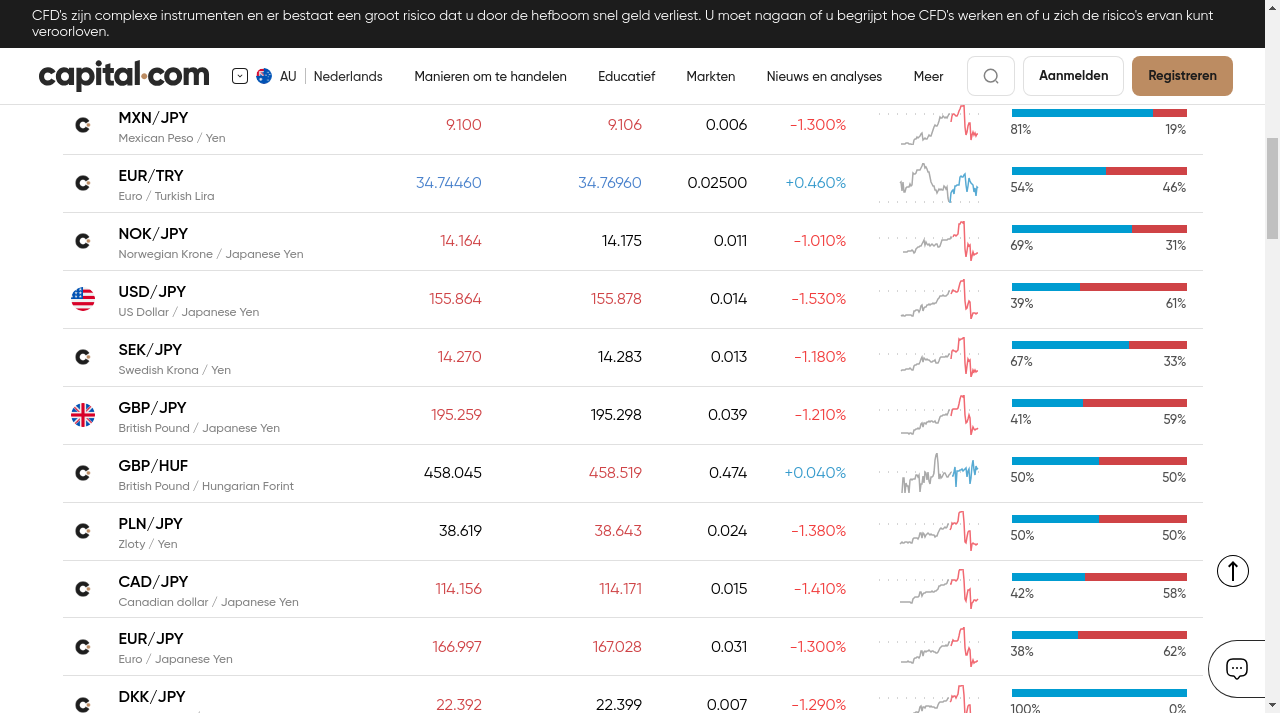 CFD's zijn complexe instrumenten en er bestaat een groot risico dat u door de hefboom snel geld verliest. U moet nagaan of u begrijpt hoe CFD's werken en of u zich de risico's ervan kunt
veroorloven.
capital.com AU Nederlands Manieren om te handelen Educatief Markten Nieuws en analyses Meer Aanmelden Registreren
MXN/JPY 9.100 9.106 0.006 -1.300%
Mexican Peso / Yen 81% 19%
EUR/TRY 34.74460 34.76960 0.02500 +0.460%
Euro / Turkish Lira 54% 46%
NOK/JPY 14.164 14.175 0.011 -1.010%
Norwegian Krone / Japanese Yen 69% 31%
USD/JPY 155.864 155.878 0.014 -1.530%
US Dollar / Japanese Yen 39% 61%
SEK/JPY 14.270 14.283 0.013 -1.180%
Swedish Krona / Yen 67% 33%
GBP/JPY 195.259 195.298 0.039 -1.210%
British Pound / Japanese Yen 41% 59%
GBP/HUF 458.045 458.519 0.474 +0.040%
British Pound / Hungarian Forint 50% 50%
PLN/JPY 38.619 38.643 0.024 -1.380%
Zloty / Yen 50% 50%
CAD/JPY 114.156 114.171 0.015 -1.410%
Canadian dollar / Japanese Yen 42% 58%
EUR/JPY 166.997 167.028 0.031 -1.300%
Euro / Japanese Yen 38% 62%
DKK/JPY 22.392 22.399 0.007 -1.290%
100% 0%